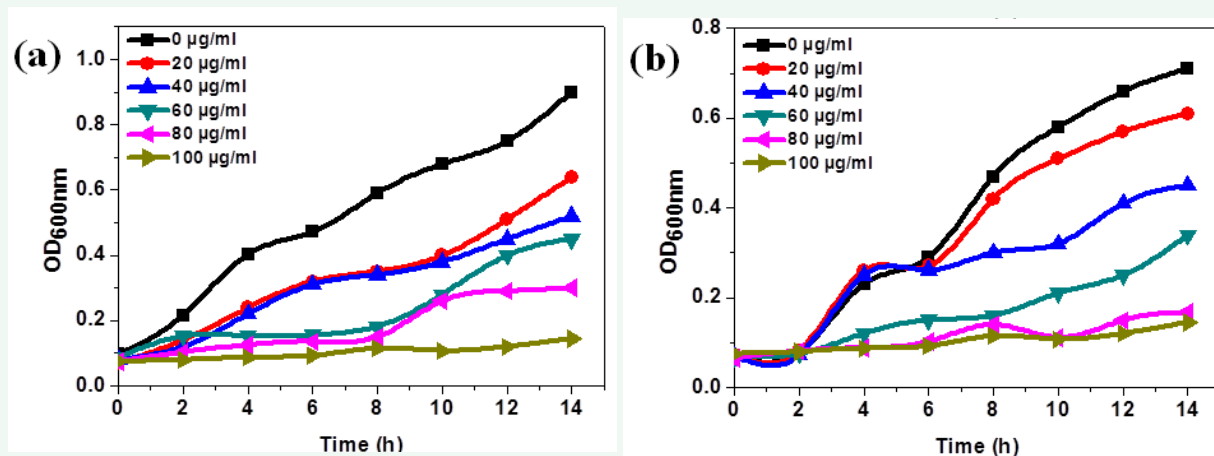 (a)
0 µg/ml
20 µg/ml
40 µg/ml
60 µg/ml
80 µg/ml
100 µg/ml
1.0
0.8
0.6
0.4
0.2
0.0
OD600nm
0 2 4 6 8 10 12 14
Time (h)
(b)
0 µg/ml
20 µg/ml
40 µg/ml
60 µg/ml
80 µg/ml
100 µg/ml
0.8
0.6
0.4
0.2
0.0
OD600nm
0 2 4 6 8 10 12 14
Time (h)